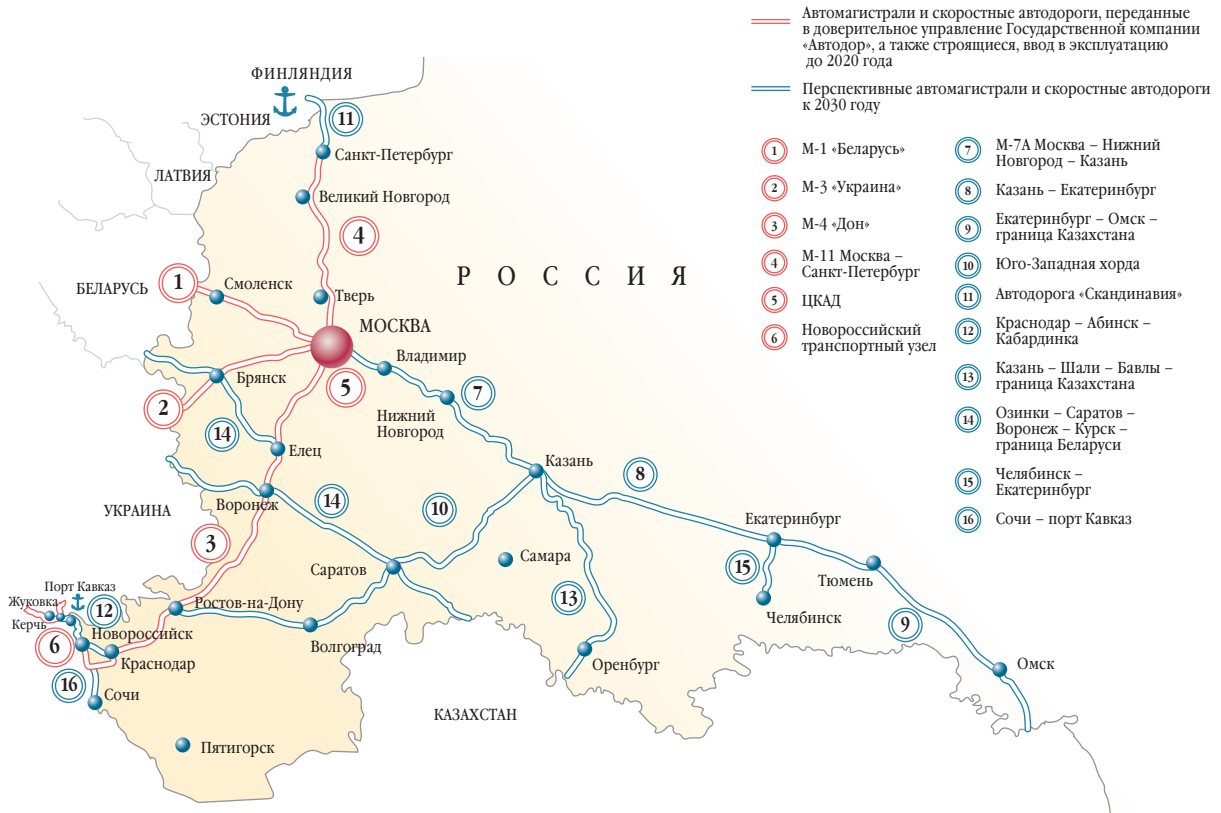 Автомагистрали и скоростные автодороги, переданные
в доверительное управление Государственной компании
«Автодор», а также строящиеся, ввод в эксплуатацию
до 2020 года
Перспективные автомагистрали и скоростные автодороги
к 2030 году
1 М-1 «Беларусь»
2 М-3 «Украина»
3 М-4 «Дон»
4 М-11 Москва –
Санкт-Петербург
5 ЦКАД
6 Новороссийский
транспортный узел
7 М-7А Москва – Нижний
Новгород – Казань
8 Казань – Екатеринбург
9 Екатеринбург – Омск –
граница Казахстана
10 Юго-Западная хорда
11 Автодорога «Скандинавия»
12 Краснодар – Абинск –
Кабардинка
13 Казань – Шали – Бавлы –
граница Казахстана
14 Озинки – Саратов –
Воронеж – Курск –
граница Беларуси
15 Челябинск –
Екатеринбург
16 Сочи – порт Кавказ
ФИНЛЯНДИЯ
ЭСТОНИЯ
11
Санкт-Петербург
ЛАТВИЯ
Великий Новгород
4
РОССИЯ
БЕЛАРУСЬ
1
Смоленск
Тверь
МОСКВА
Владимир
Брянск
5
7
2
Нижний
Новгород
14
Елец
Казань
8
Воронеж
14
10
УКРАИНА
Екатеринбург
3
Саратов
Самара
15
Тюмень
Порт Кавказ
Жуковка
12
Ростов-на-Дону
13
Челябинск
9
Керчь
Новороссийск
6
Волгоград
Краснодар
Оренбург
Омск
16
Сочи
КАЗАХСТАН
Пятигорск